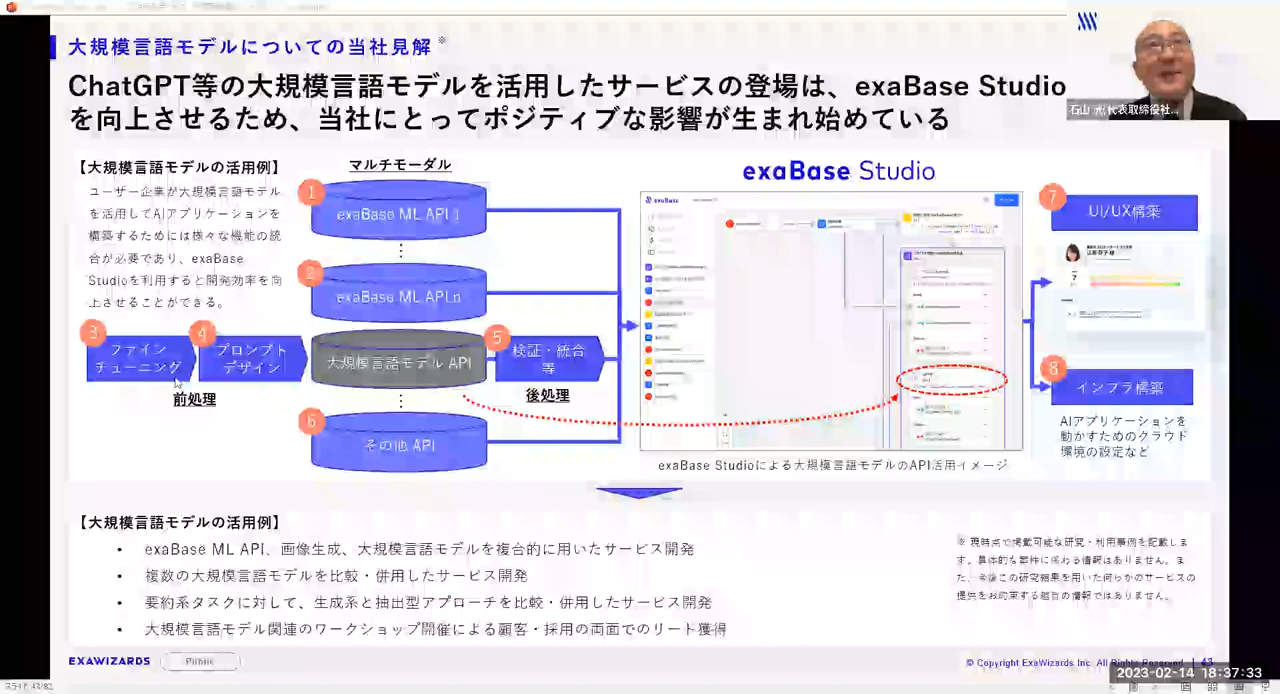 大規模言語モデルについての当社見解 ※
ChatGPT等の大規模言語モデルを活用したサービスの登場は、exaBase Studio
を向上させるため、当社にとってポジティブな影響が生まれ始めている
【大規模言語モデルの活用例】
ユーザー企業が大規模言語モデル
を活用してAIアプリケーションを
構築するためには様々な機能の統
合が必要であり、exaBase
Studioを利用すると開発効率を向
上させることができる。
マルチモーダル
1
exaBase ML API 1
2
exaBase ML API n
3
ファイン
チューニング
4
プロンプト
デザイン
前処理
大規模言語モデル API
5
検証・統合
等
後処理
6
その他 API
exaBase Studio
exaBase
exaBase Studioによる大規模言語モデルのAPI活用イメージ
7
UI/UX構築
8
インフラ構築
AIアプリケーションを
動かすためのクラウド
環境の設定など
【大規模言語モデルの活用例】
• exaBase ML API、画像生成、大規模言語モデルを複合的に用いたサービス開発
• 複数の大規模言語モデルを比較・併用したサービス開発
• 要約系タスクに対して、生成系と抽出型アプローチを比較・併用したサービス開発
• 大規模言語モデル関連のワークショップ開催による顧客・採用の両面でのリード獲得
※ 現時点で掲載可能な研究・利用事例を記載しま
す。具体的な案件に係わる情報はありません。ま
た、今後この研究結果を用いた何らかのサービスの
提供をお約束する趣旨の情報ではありません。
EXAWIZARDS
Public
© Copyright ExaWizards Inc. All Rights Reserved. | 43
石山 洸/代表取締役社...
2023-02-14 18:37:33
スライド 43/82